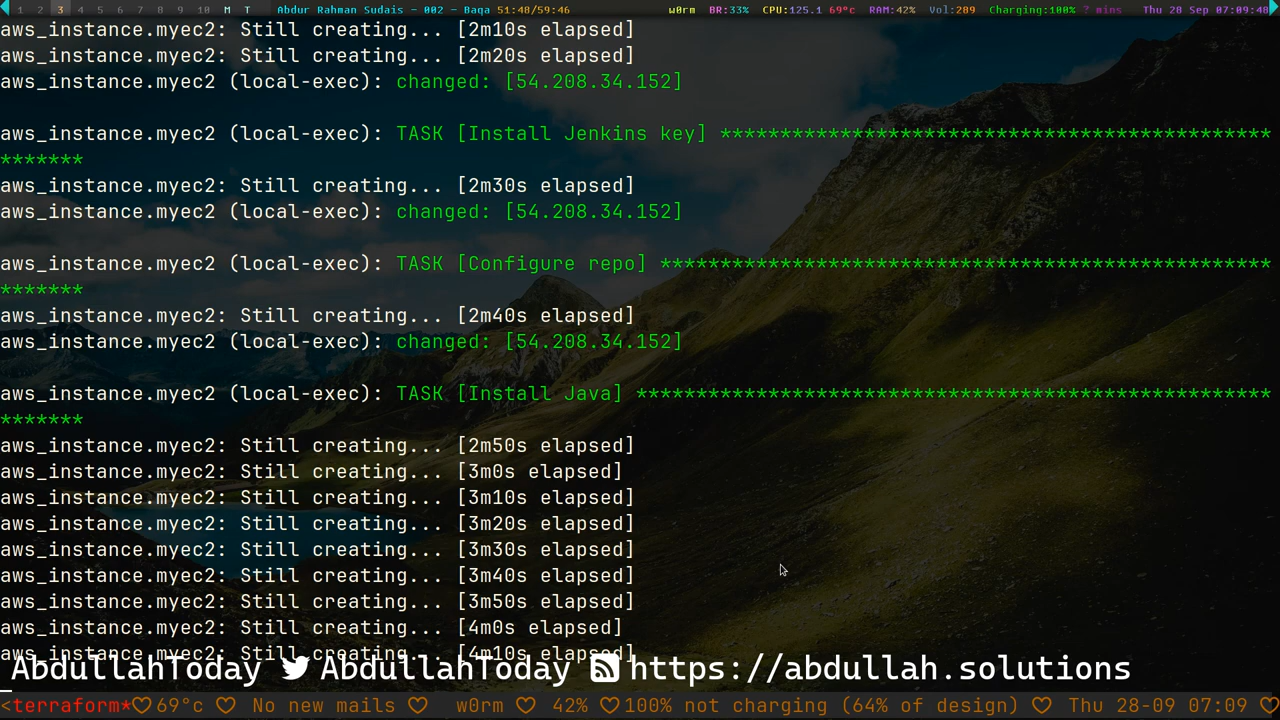 1 2 3 4 5 6 7 8 9 10 M T Abdur Rahman Sudais - 002 - Baqa 51:40/59:46 w0rm BR:33% CPU:125.1 69°c RAM:42% Vol:209 Charging:100% ? mins Thu 28 Sep 07:09:40
aws_instance.myec2: Still creating... [2m10s elapsed]
aws_instance.myec2: Still creating... [2m20s elapsed]
aws_instance.myec2 (local-exec): changed: [54.208.34.152]
aws_instance.myec2 (local-exec): TASK [Install Jenkins key] **********************************************
*******
aws_instance.myec2: Still creating... [2m30s elapsed]
aws_instance.myec2 (local-exec): changed: [54.208.34.152]
aws_instance.myec2 (local-exec): TASK [Configure repo] ***************************************************
*******
aws_instance.myec2: Still creating... [2m40s elapsed]
aws_instance.myec2 (local-exec): changed: [54.208.34.152]
aws_instance.myec2 (local-exec): TASK [Install Java] *****************************************************
*******
aws_instance.myec2: Still creating... [2m50s elapsed]
aws_instance.myec2: Still creating... [3m0s elapsed]
aws_instance.myec2: Still creating... [3m10s elapsed]
aws_instance.myec2: Still creating... [3m20s elapsed]
aws_instance.myec2: Still creating... [3m30s elapsed]
aws_instance.myec2: Still creating... [3m40s elapsed]
aws_instance.myec2: Still creating... [3m50s elapsed]
aws_instance.myec2: Still creating... [4m0s elapsed]
aws_instance.myec2: Still creating... [4m10s elapsed]
AbdullahToday AbdullahToday https://abdullah.solutions
<terraform*♡69°c ♡ No new mails ♡ w0rm ♡ 42% ♡100% not charging (64% of design) ♡ Thu 28-09 07:09 ♡